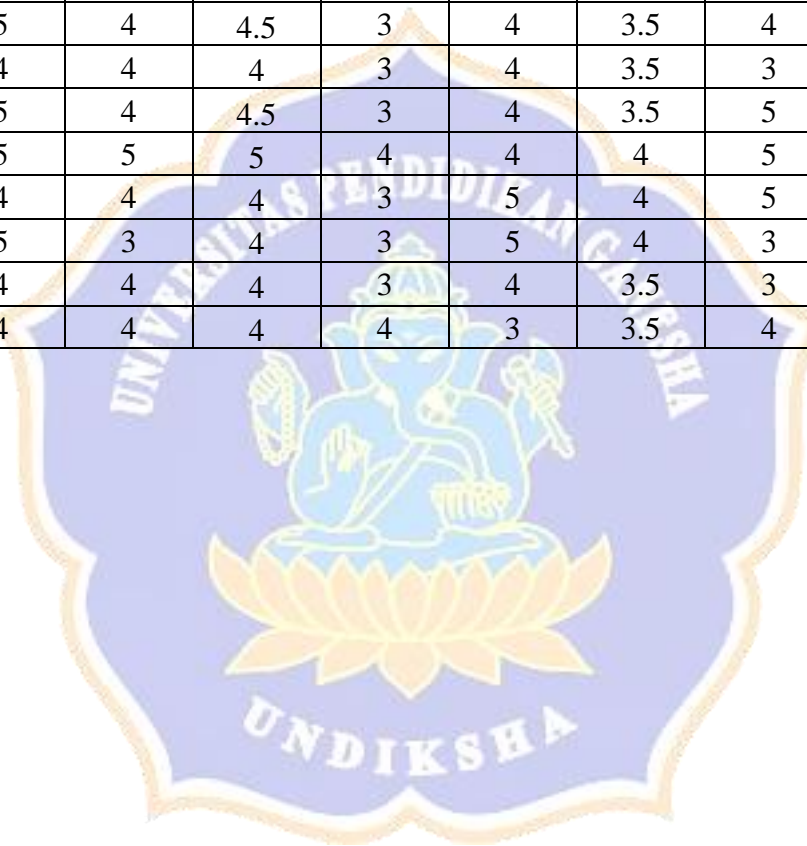 5 4 4.5 3 4 3.5 4
4 4 4 3 4 3.5 3
5 4 4.5 3 4 3.5 5
5 5 5 4 4 4 5
4 4 4 3 5 4 5
5 3 4 3 5 4 3
4 4 4 3 4 3.5 3
4 4 4 4 3 3.5 4
UNIVERSITAS PENDIDIKAN GANESHA
UNDIKSHA